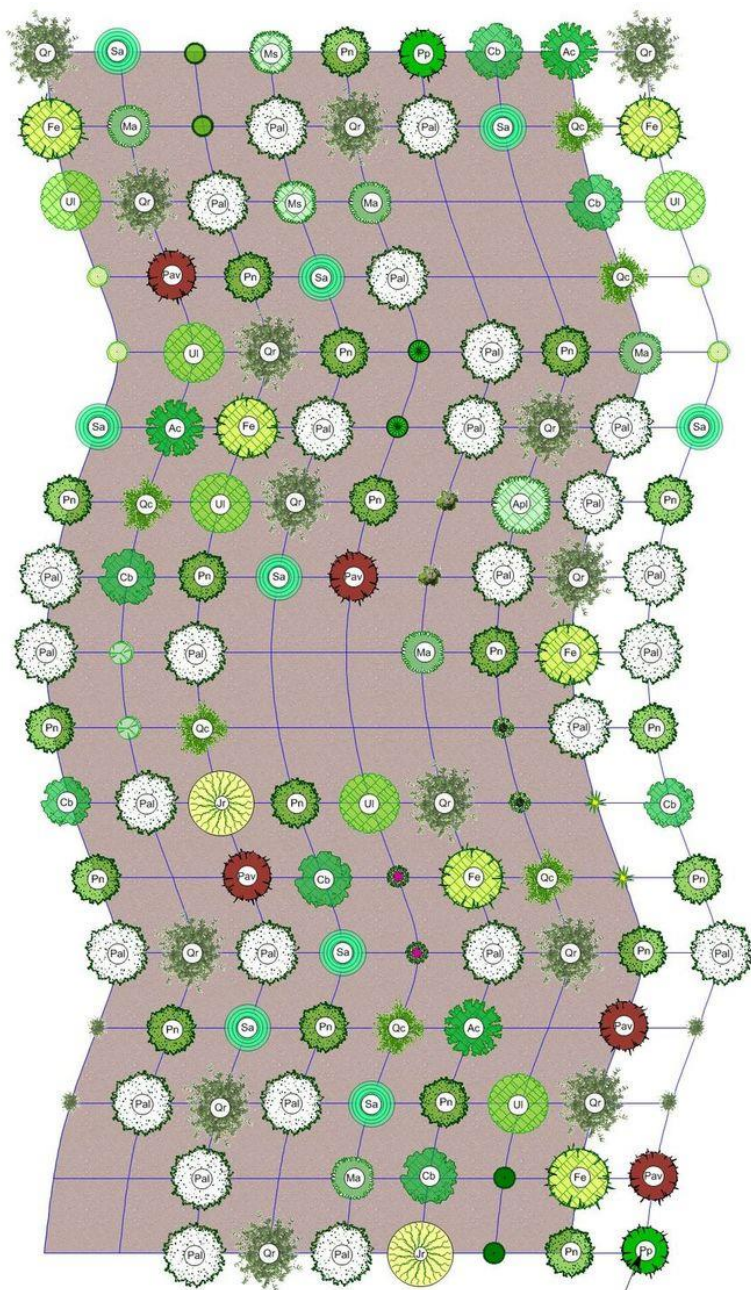 Qr Sa Ms Pn Pp Cb Ac Qr
Fe Ma Pal Qr Pal Sa Qc Fe
Ul Qr Pal Ms Ma Cb Ul
Pav Pn Sa Pal Qc
Ul Qr Pn Pal Pn Ma
Sa Ac Fe Pal Pal Qr Pal Sa
Pn Qc Ul Qr Pn Apl Pal Pn
Pal Cb Pn Sa Pav Pal Qr Pal
Pal Pal Ma Pn Fe Pal
Pn Qc Pal Pn
Cb Pal Jr Pn Ul Qr Cb
Pn Pav Cb Fe Qc Pn
Pal Qr Pal Sa Pal Qr Pn Pal
Pn Sa Pn Qc Ac Pav
Pal Qr Pal Sa Pn Ul Qr
Pal Ma Cb Fe Pav
Pal Qr Pal Jr Pn Pp